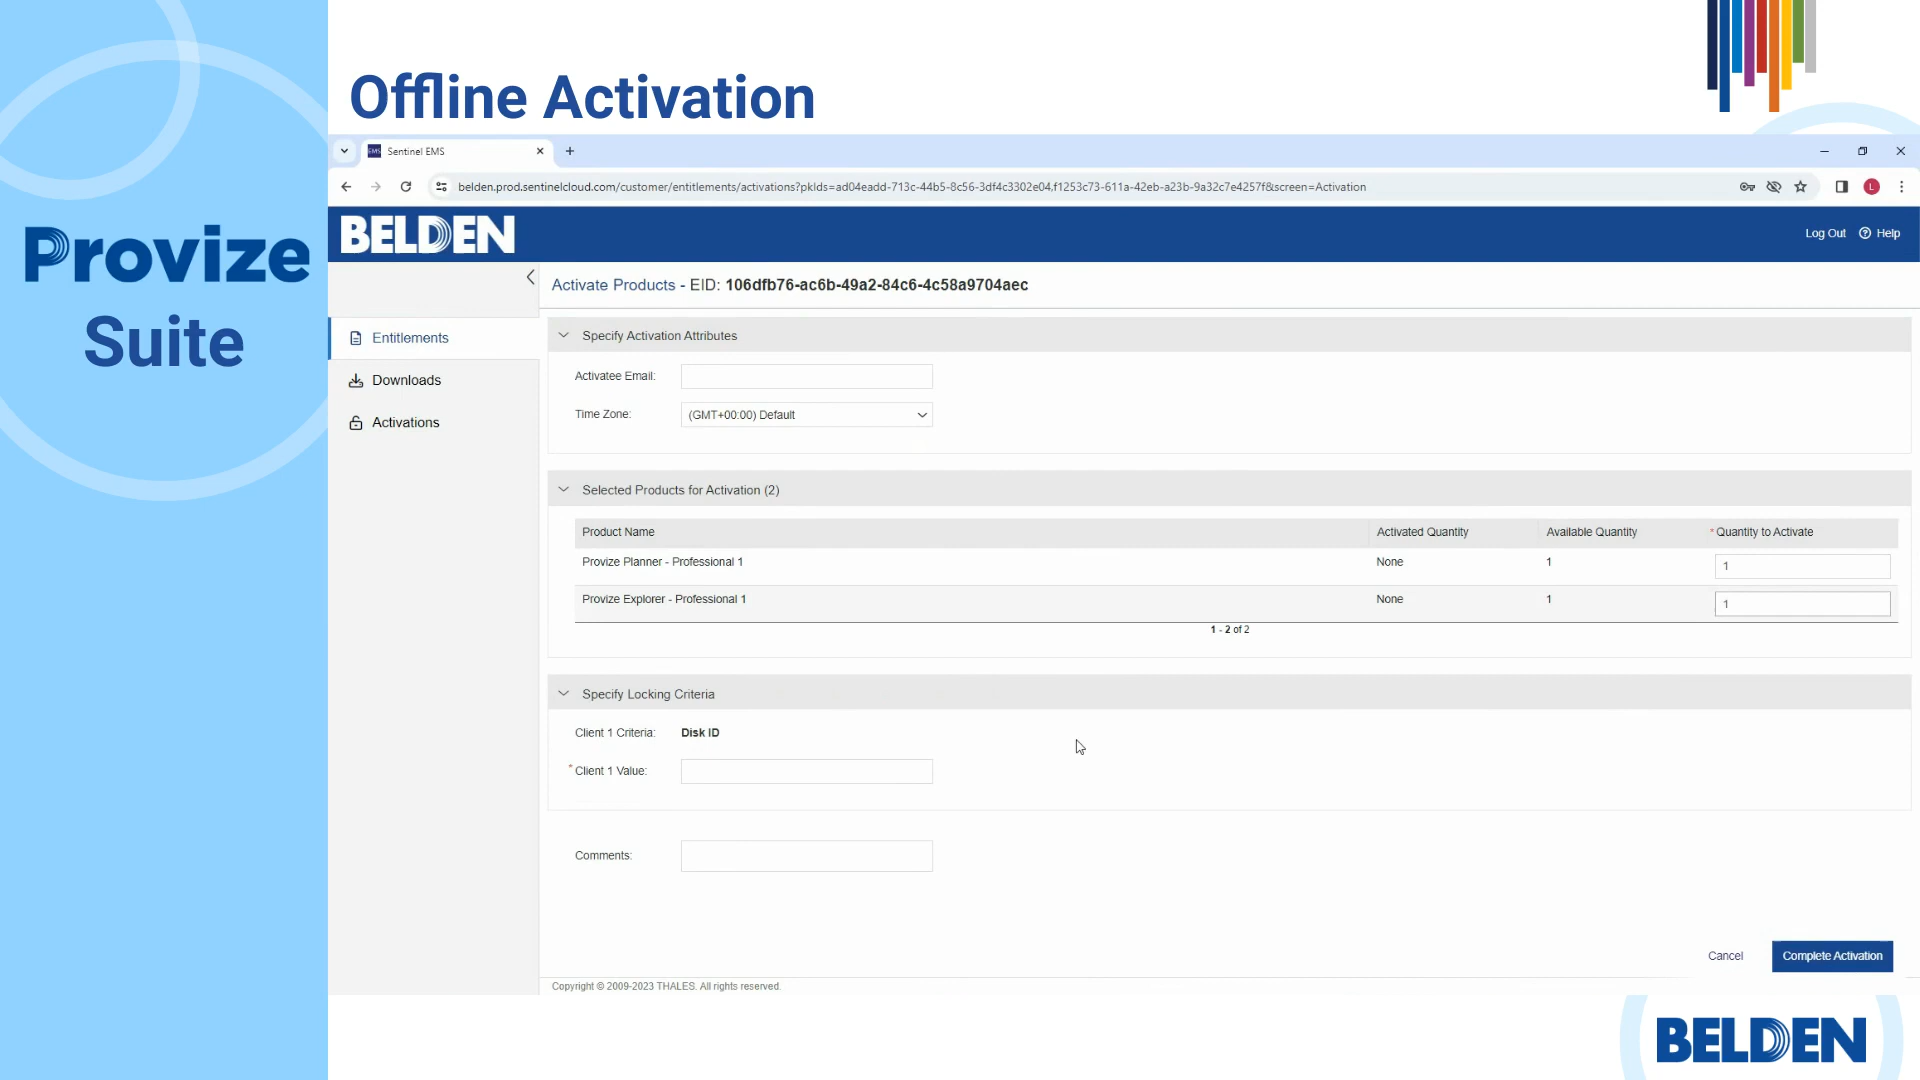 Offline Activation
Provize
Suite
EMS Sentinel EMS
belden.prod.sentinelcloud.com/customer/entitlements/activations?pkIds=ad04eadd-713c-44b5-8c56-3df4c3302e04,f1253c73-611a-42eb-a23b-9a32c7e4257f&screen=Activation
L
BELDEN
Log Out ? Help
Activate Products - EID: 106dfb76-ac6b-49a2-84c6-4c58a9704aec
Entitlements
Downloads
Activations
Specify Activation Attributes
Activatee Email:
Time Zone: (GMT+00:00) Default
Selected Products for Activation (2)
Product Name Activated Quantity Available Quantity * Quantity to Activate
Provize Planner - Professional 1 None 1 1
Provize Explorer - Professional 1 None 1 1
1 - 2 of 2
Specify Locking Criteria
Client 1 Criteria: Disk ID
* Client 1 Value:
Comments:
Cancel Complete Activation
Copyright © 2009-2023 THALES. All rights reserved.
BELDEN